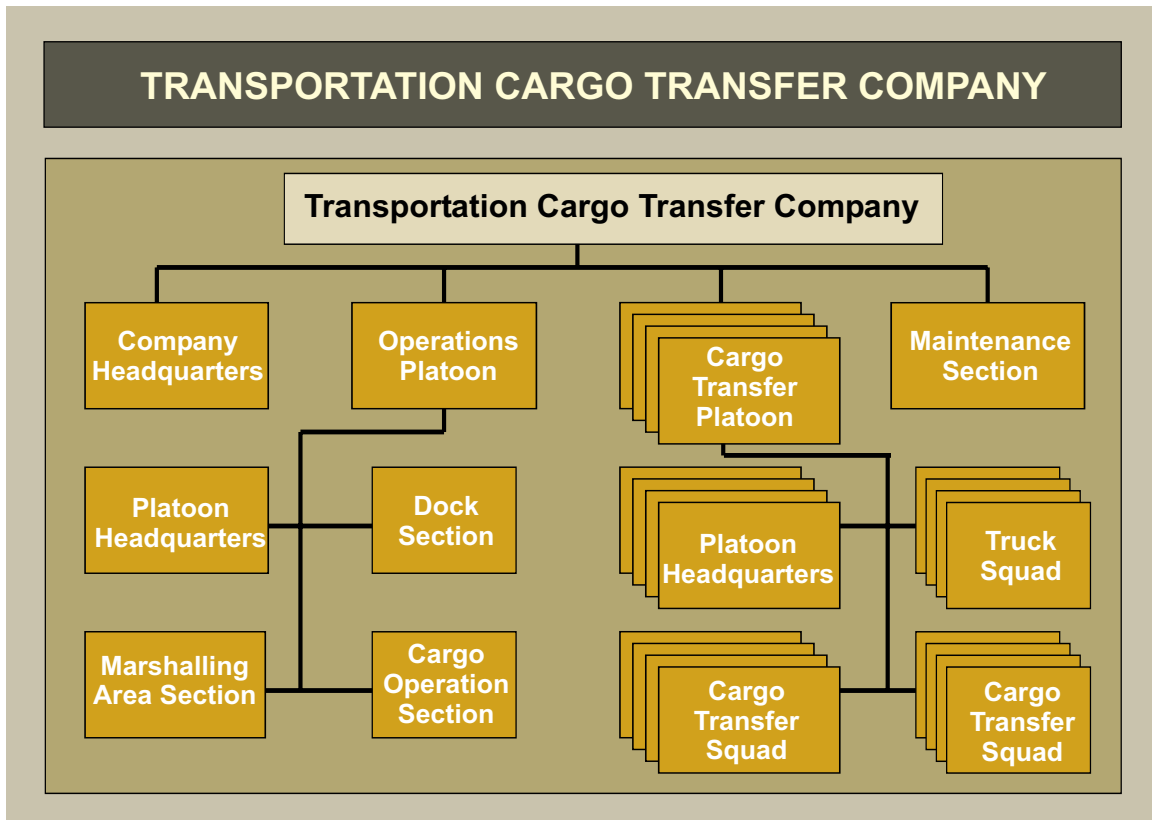 TRANSPORTATION CARGO TRANSFER COMPANY
Transportation Cargo Transfer Company
Company
Headquarters
Operations
Platoon
Cargo
Transfer
Platoon
Maintenance
Section
Platoon
Headquarters
Dock
Section
Platoon
Headquarters
Truck
Squad
Marshalling
Area Section
Cargo
Operation
Section
Cargo
Transfer
Squad
Cargo
Transfer
Squad